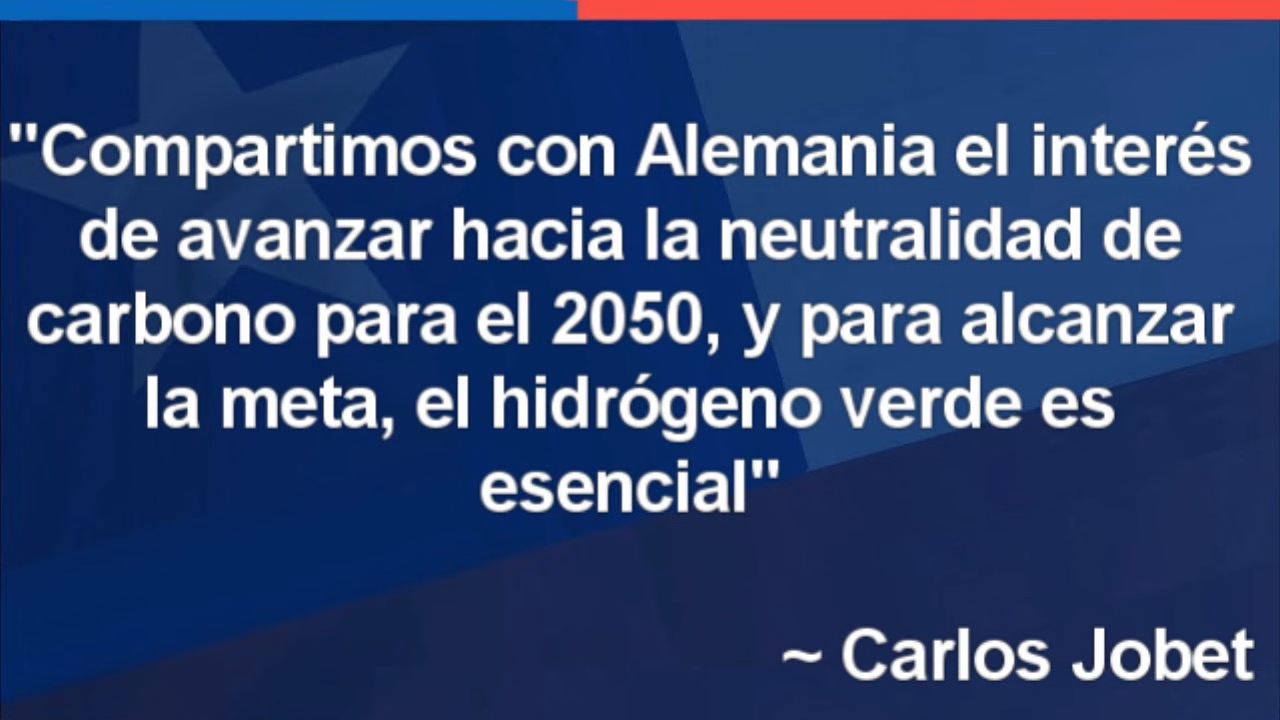 "Compartimos con Alemania el interés
de avanzar hacia la neutralidad de
carbono para el 2050, y para alcanzar
la meta, el hidrógeno verde es
esencial"
~ Carlos Jobet